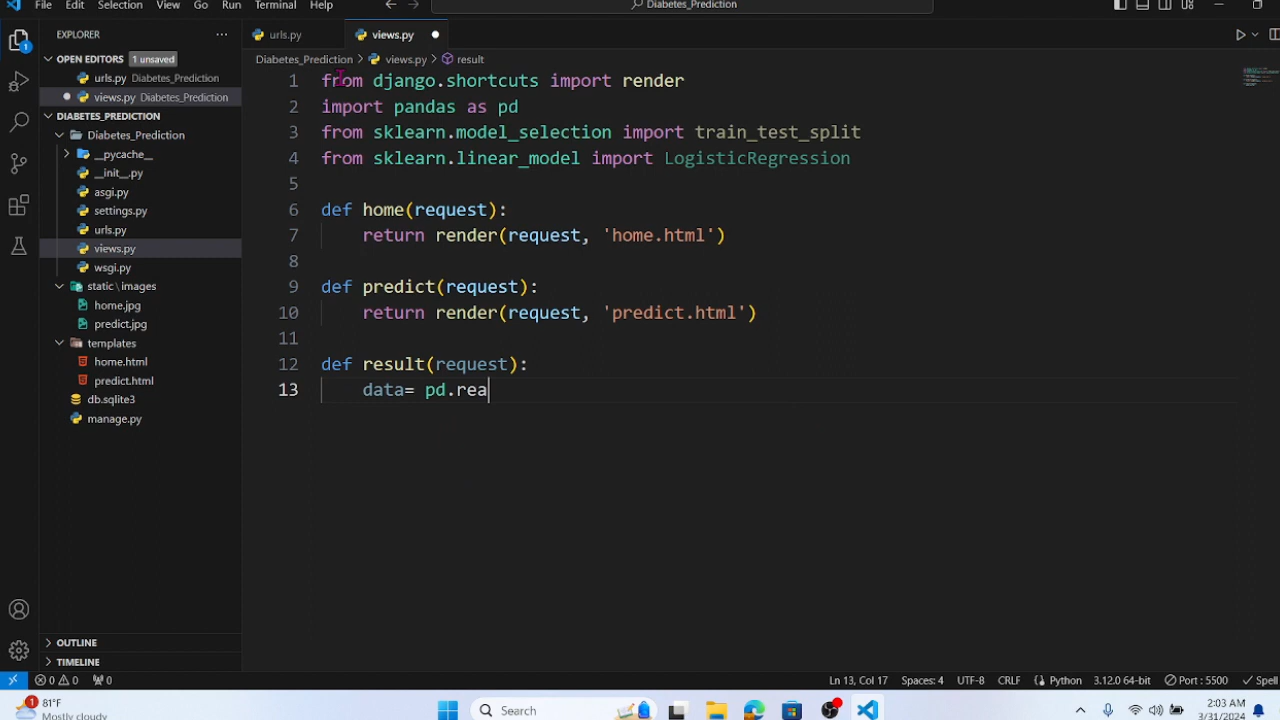 File Edit Selection View Go Run Terminal Help
Diabetes_Prediction
EXPLORER
urls.py
views.py
OPEN EDITORS 1 unsaved
urls.py Diabetes_Prediction
views.py Diabetes_Prediction
DIABETES_PREDICTION
Diabetes_Prediction
__pycache__
__init__.py
asgi.py
settings.py
urls.py
views.py
wsgi.py
static \ images
home.jpg
predict.jpg
templates
home.html
predict.html
db.sqlite3
manage.py
OUTLINE
TIMELINE
Diabetes_Prediction > views.py > result
1 from django.shortcuts import render
2 import pandas as pd
3 from sklearn.model_selection import train_test_split
4 from sklearn.linear_model import LogisticRegression
5
6 def home(request):
7 return render(request, 'home.html')
8
9 def predict(request):
10 return render(request, 'predict.html')
11
12 def result(request):
13 data= pd.rea
0 0 0 Ln 13, Col 17 Spaces: 4 UTF-8 CRLF Python 3.12.0 64-bit Port : 5500 Spell
1 81°F
Mostly cloudy
Search
2:03 AM
3/31/2024